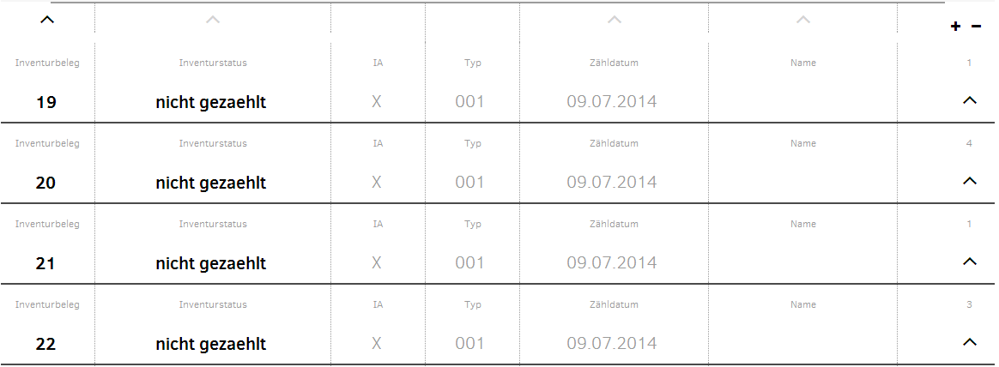 + −
Inventurbeleg Inventurstatus IA Typ Zähldatum Name 1
19 nicht gezaehlt X 001 09.07.2014
Inventurbeleg Inventurstatus IA Typ Zähldatum Name 4
20 nicht gezaehlt X 001 09.07.2014
Inventurbeleg Inventurstatus IA Typ Zähldatum Name 1
21 nicht gezaehlt X 001 09.07.2014
Inventurbeleg Inventurstatus IA Typ Zähldatum Name 3
22 nicht gezaehlt X 001 09.07.2014